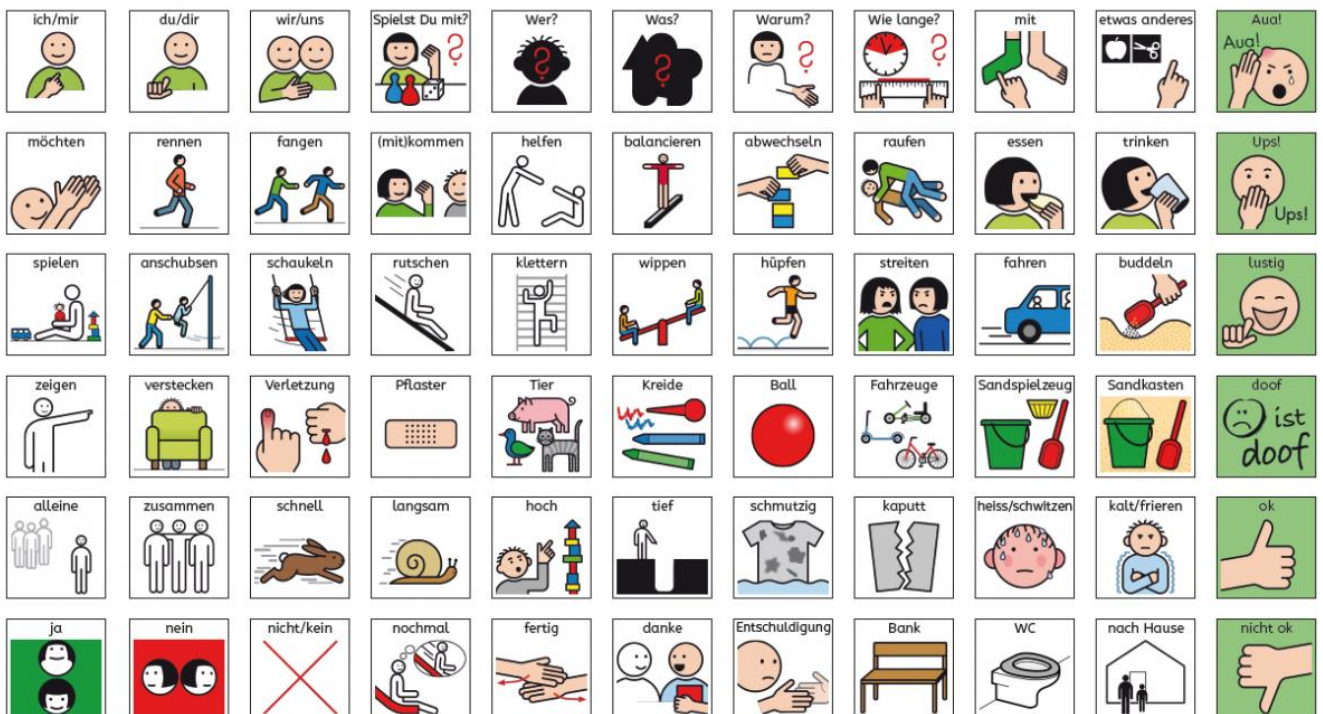 ich/mir
du/dir
wir/uns
Spielst Du mit?
Wer?
Was?
Warum?
Wie lange?
mit
etwas anderes
Aua!
Aua!
möchten
rennen
fangen
(mit)kommen
helfen
balancieren
abwechseln
raufen
essen
trinken
Ups!
Ups!
spielen
anschubsen
schaukeln
rutschen
klettern
wippen
hüpfen
streiten
fahren
buddeln
lustig
zeigen
verstecken
Verletzung
Pflaster
Tier
Kreide
Ball
Fahrzeuge
Sandspielzeug
Sandkasten
doof
ist
doof
alleine
zusammen
schnell
langsam
hoch
tief
schmutzig
kaputt
heiss/schwitzen
kalt/frieren
ok
ja
nein
nicht/kein
nochmal
fertig
danke
Entschuldigung
Bank
WC
nach Hause
nicht ok